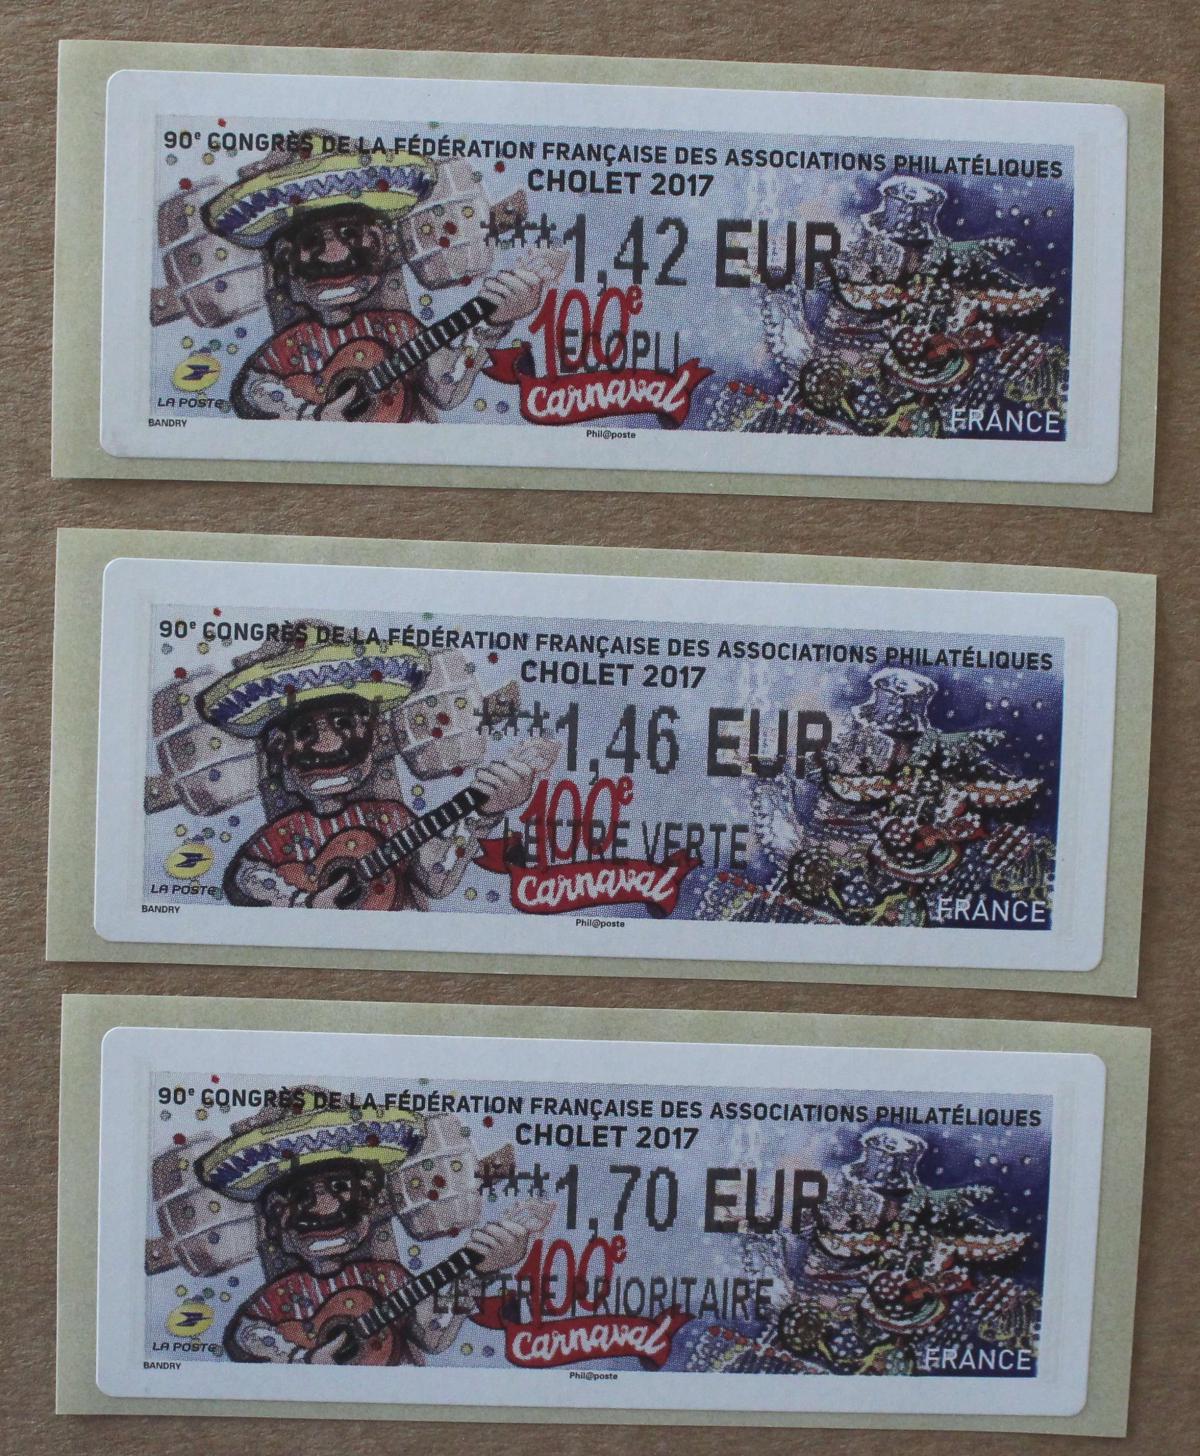 90e CONGRÈS DE LA FÉDÉRATION FRANÇAISE DES ASSOCIATIONS PHILATÉLIQUES
CHOLET 2017
***1,42 EUR
100e
ECOPLI
Carnaval
LA POSTE
FRANCE
BANDRY
Phil@poste
90e CONGRÈS DE LA FÉDÉRATION FRANÇAISE DES ASSOCIATIONS PHILATÉLIQUES
CHOLET 2017
***1,46 EUR
100e
LETTRE VERTE
Carnaval
LA POSTE
FRANCE
BANDRY
Phil@poste
90e CONGRÈS DE LA FÉDÉRATION FRANÇAISE DES ASSOCIATIONS PHILATÉLIQUES
CHOLET 2017
***1,70 EUR
100e
LETTRE PRIORITAIRE
Carnaval
LA POSTE
FRANCE
BANDRY
Phil@poste